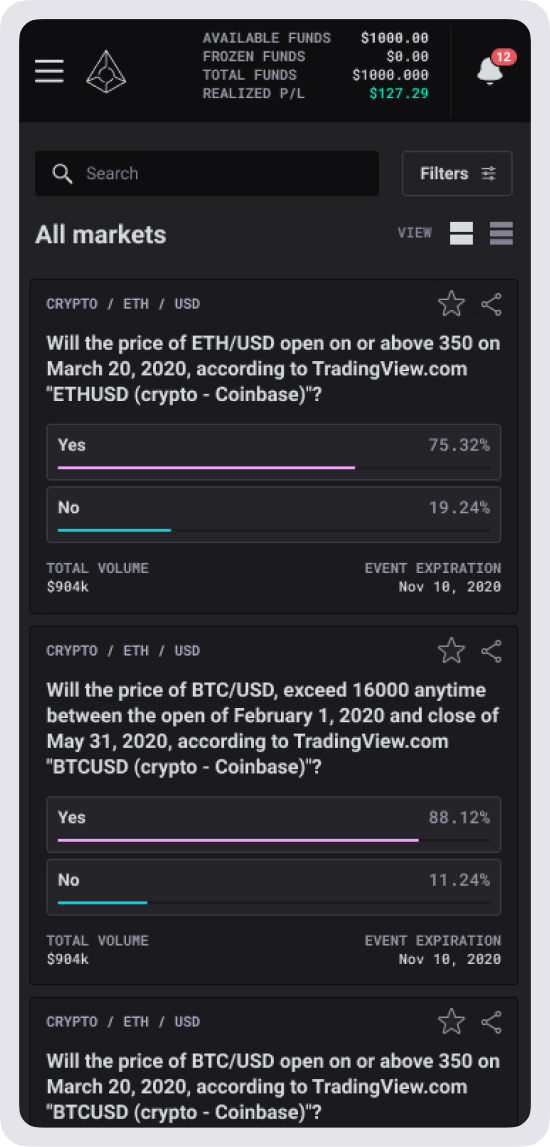 AVAILABLE FUNDS $1000.00
FROZEN FUNDS $0.00
TOTAL FUNDS $1000.000
REALIZED P/L $127.29
12
Search
Filters
All markets
VIEW
CRYPTO / ETH / USD
Will the price of ETH/USD open on or above 350 on
March 20, 2020, according to TradingView.com
"ETHUSD (crypto - Coinbase)"?
Yes 75.32%
No 19.24%
TOTAL VOLUME EVENT EXPIRATION
$904k Nov 10, 2020
CRYPTO / ETH / USD
Will the price of BTC/USD, exceed 16000 anytime
between the open of February 1, 2020 and close of
May 31, 2020, according to TradingView.com
"BTCUSD (crypto - Coinbase)"?
Yes 88.12%
No 11.24%
TOTAL VOLUME EVENT EXPIRATION
$904k Nov 10, 2020
CRYPTO / ETH / USD
Will the price of BTC/USD open on or above 350 on
March 20, 2020, according to TradingView.com
"BTCUSD (crypto - Coinbase)"?